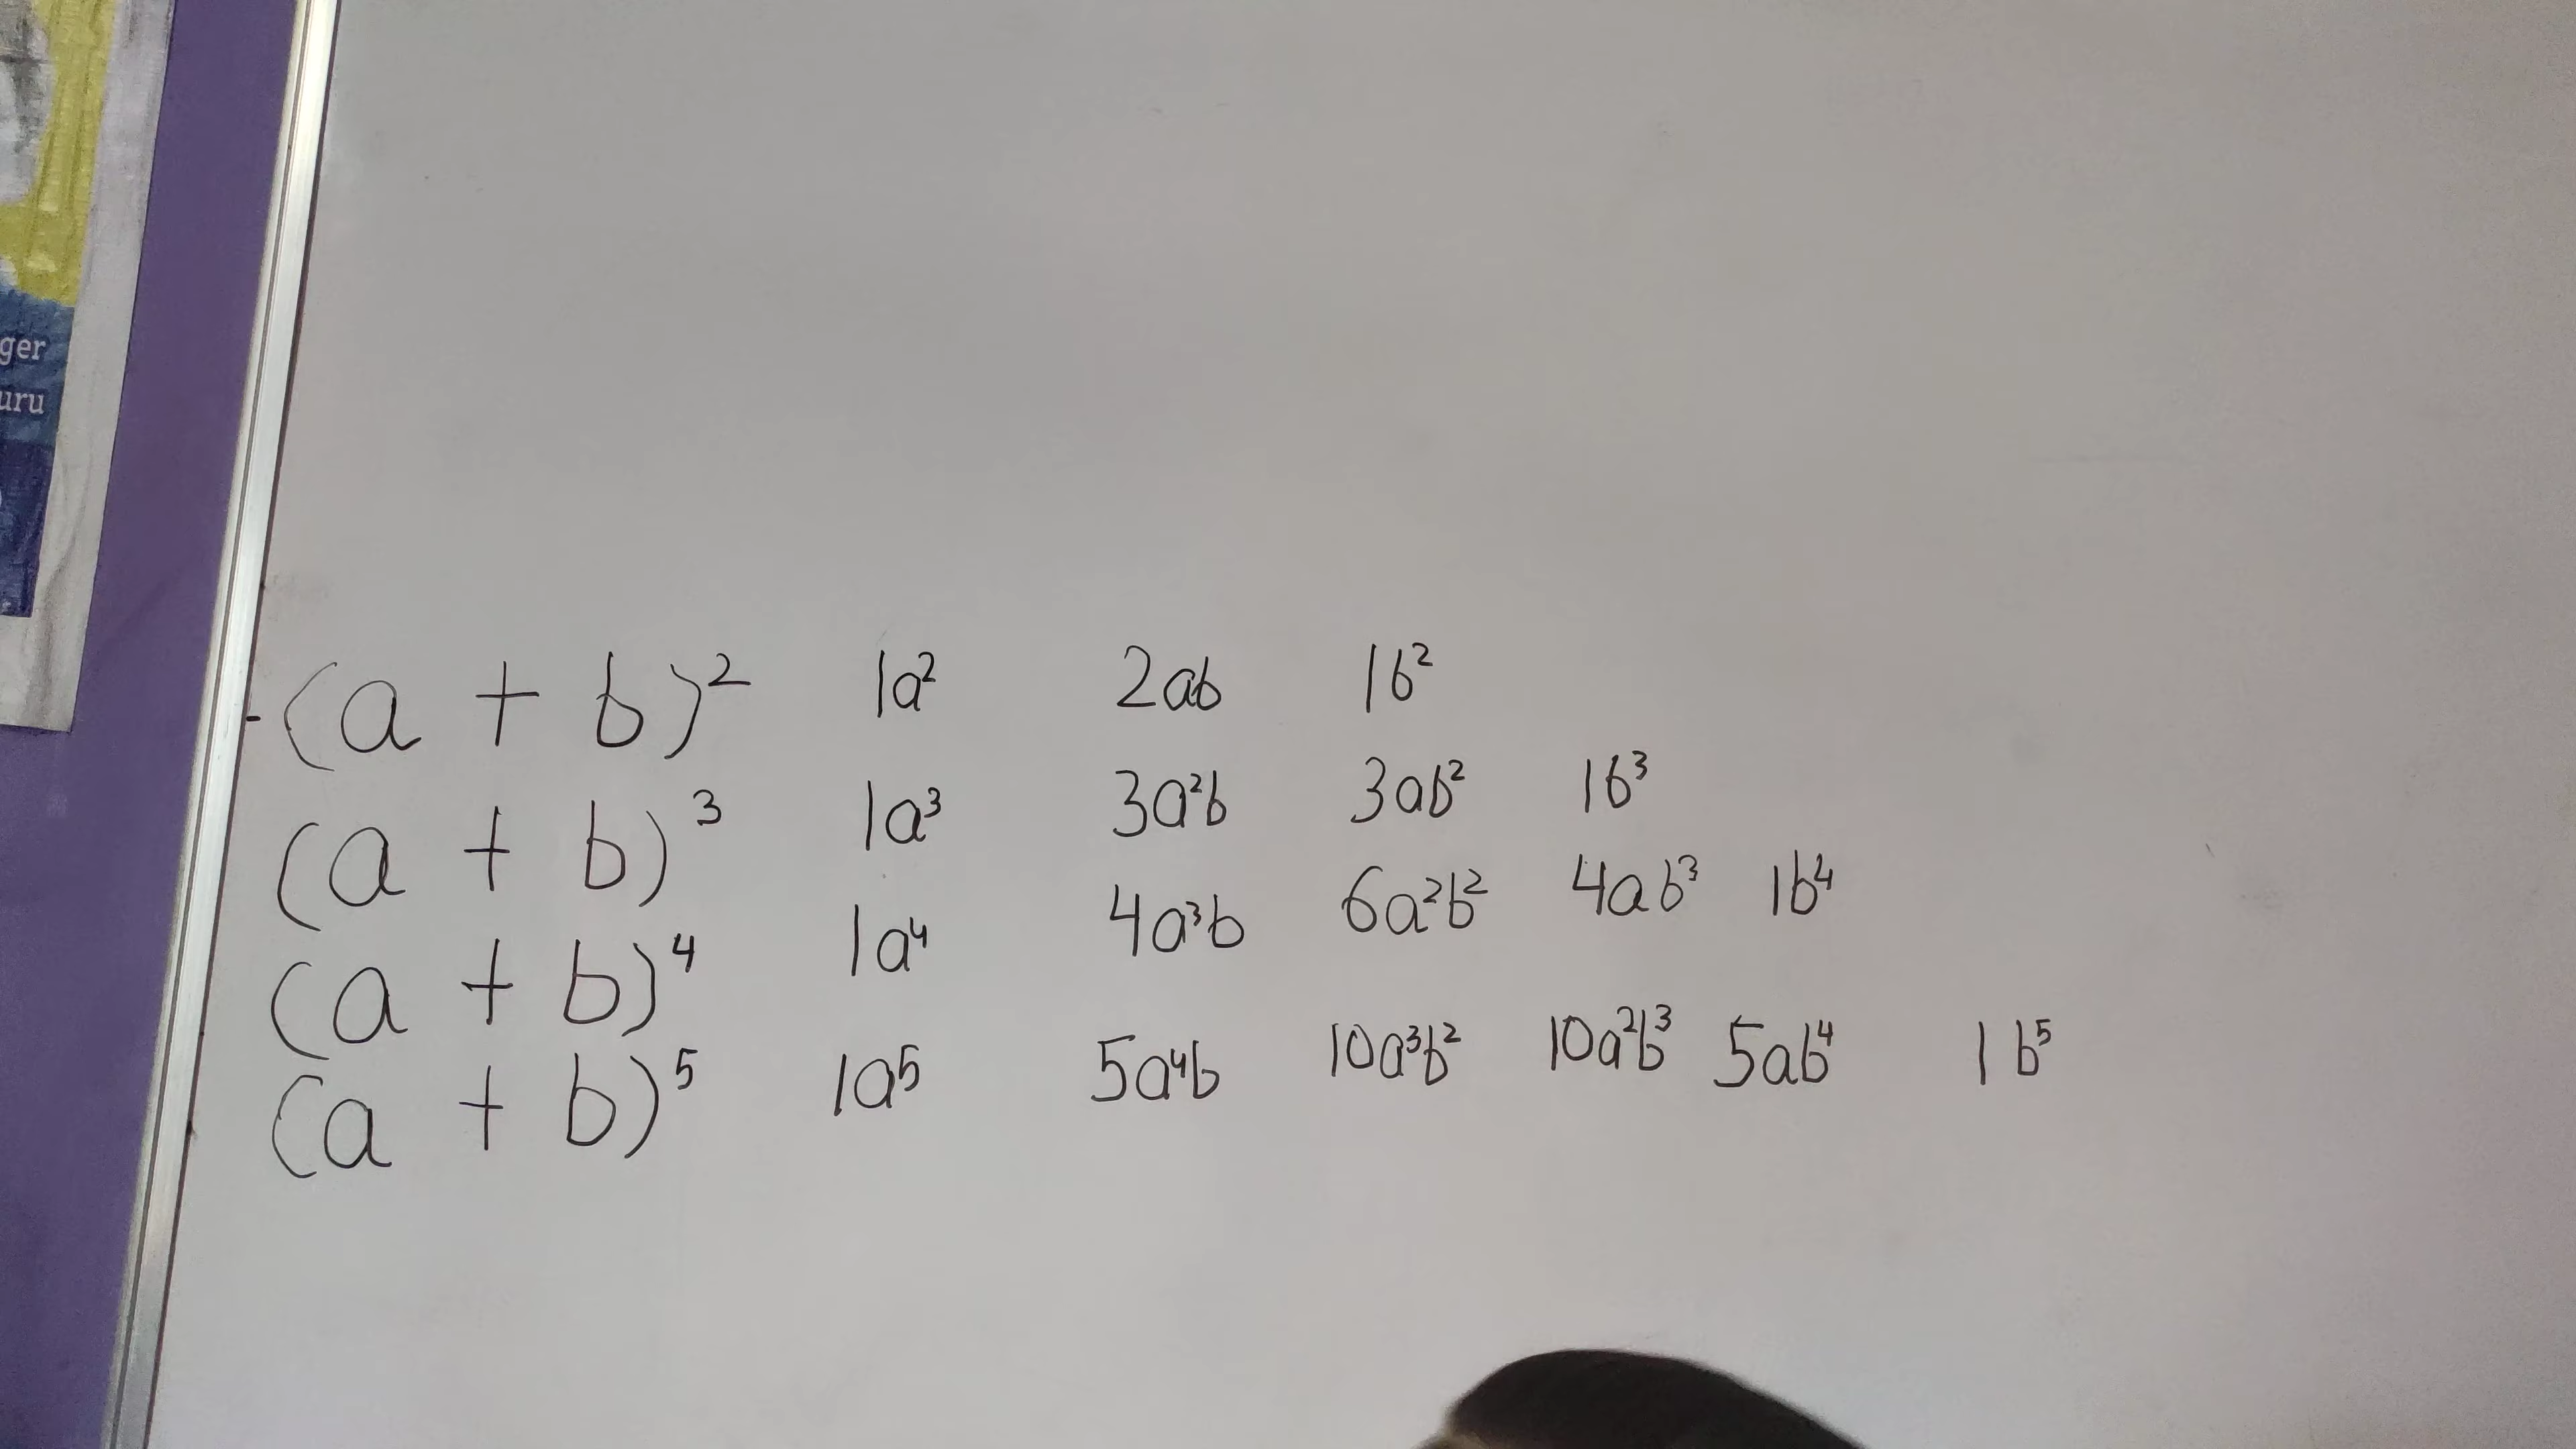 ger
uru
(a + b)² 1a² 2ab 1b²
(a + b)³ 1a³ 3a²b 3ab² 1b³
(a + b)⁴ 1a⁴ 4a³b 6a²b² 4ab³ 1b⁴
(a + b)⁵ 1a⁵ 5a⁴b 10a³b² 10a²b³ 5ab⁴ 1b⁵